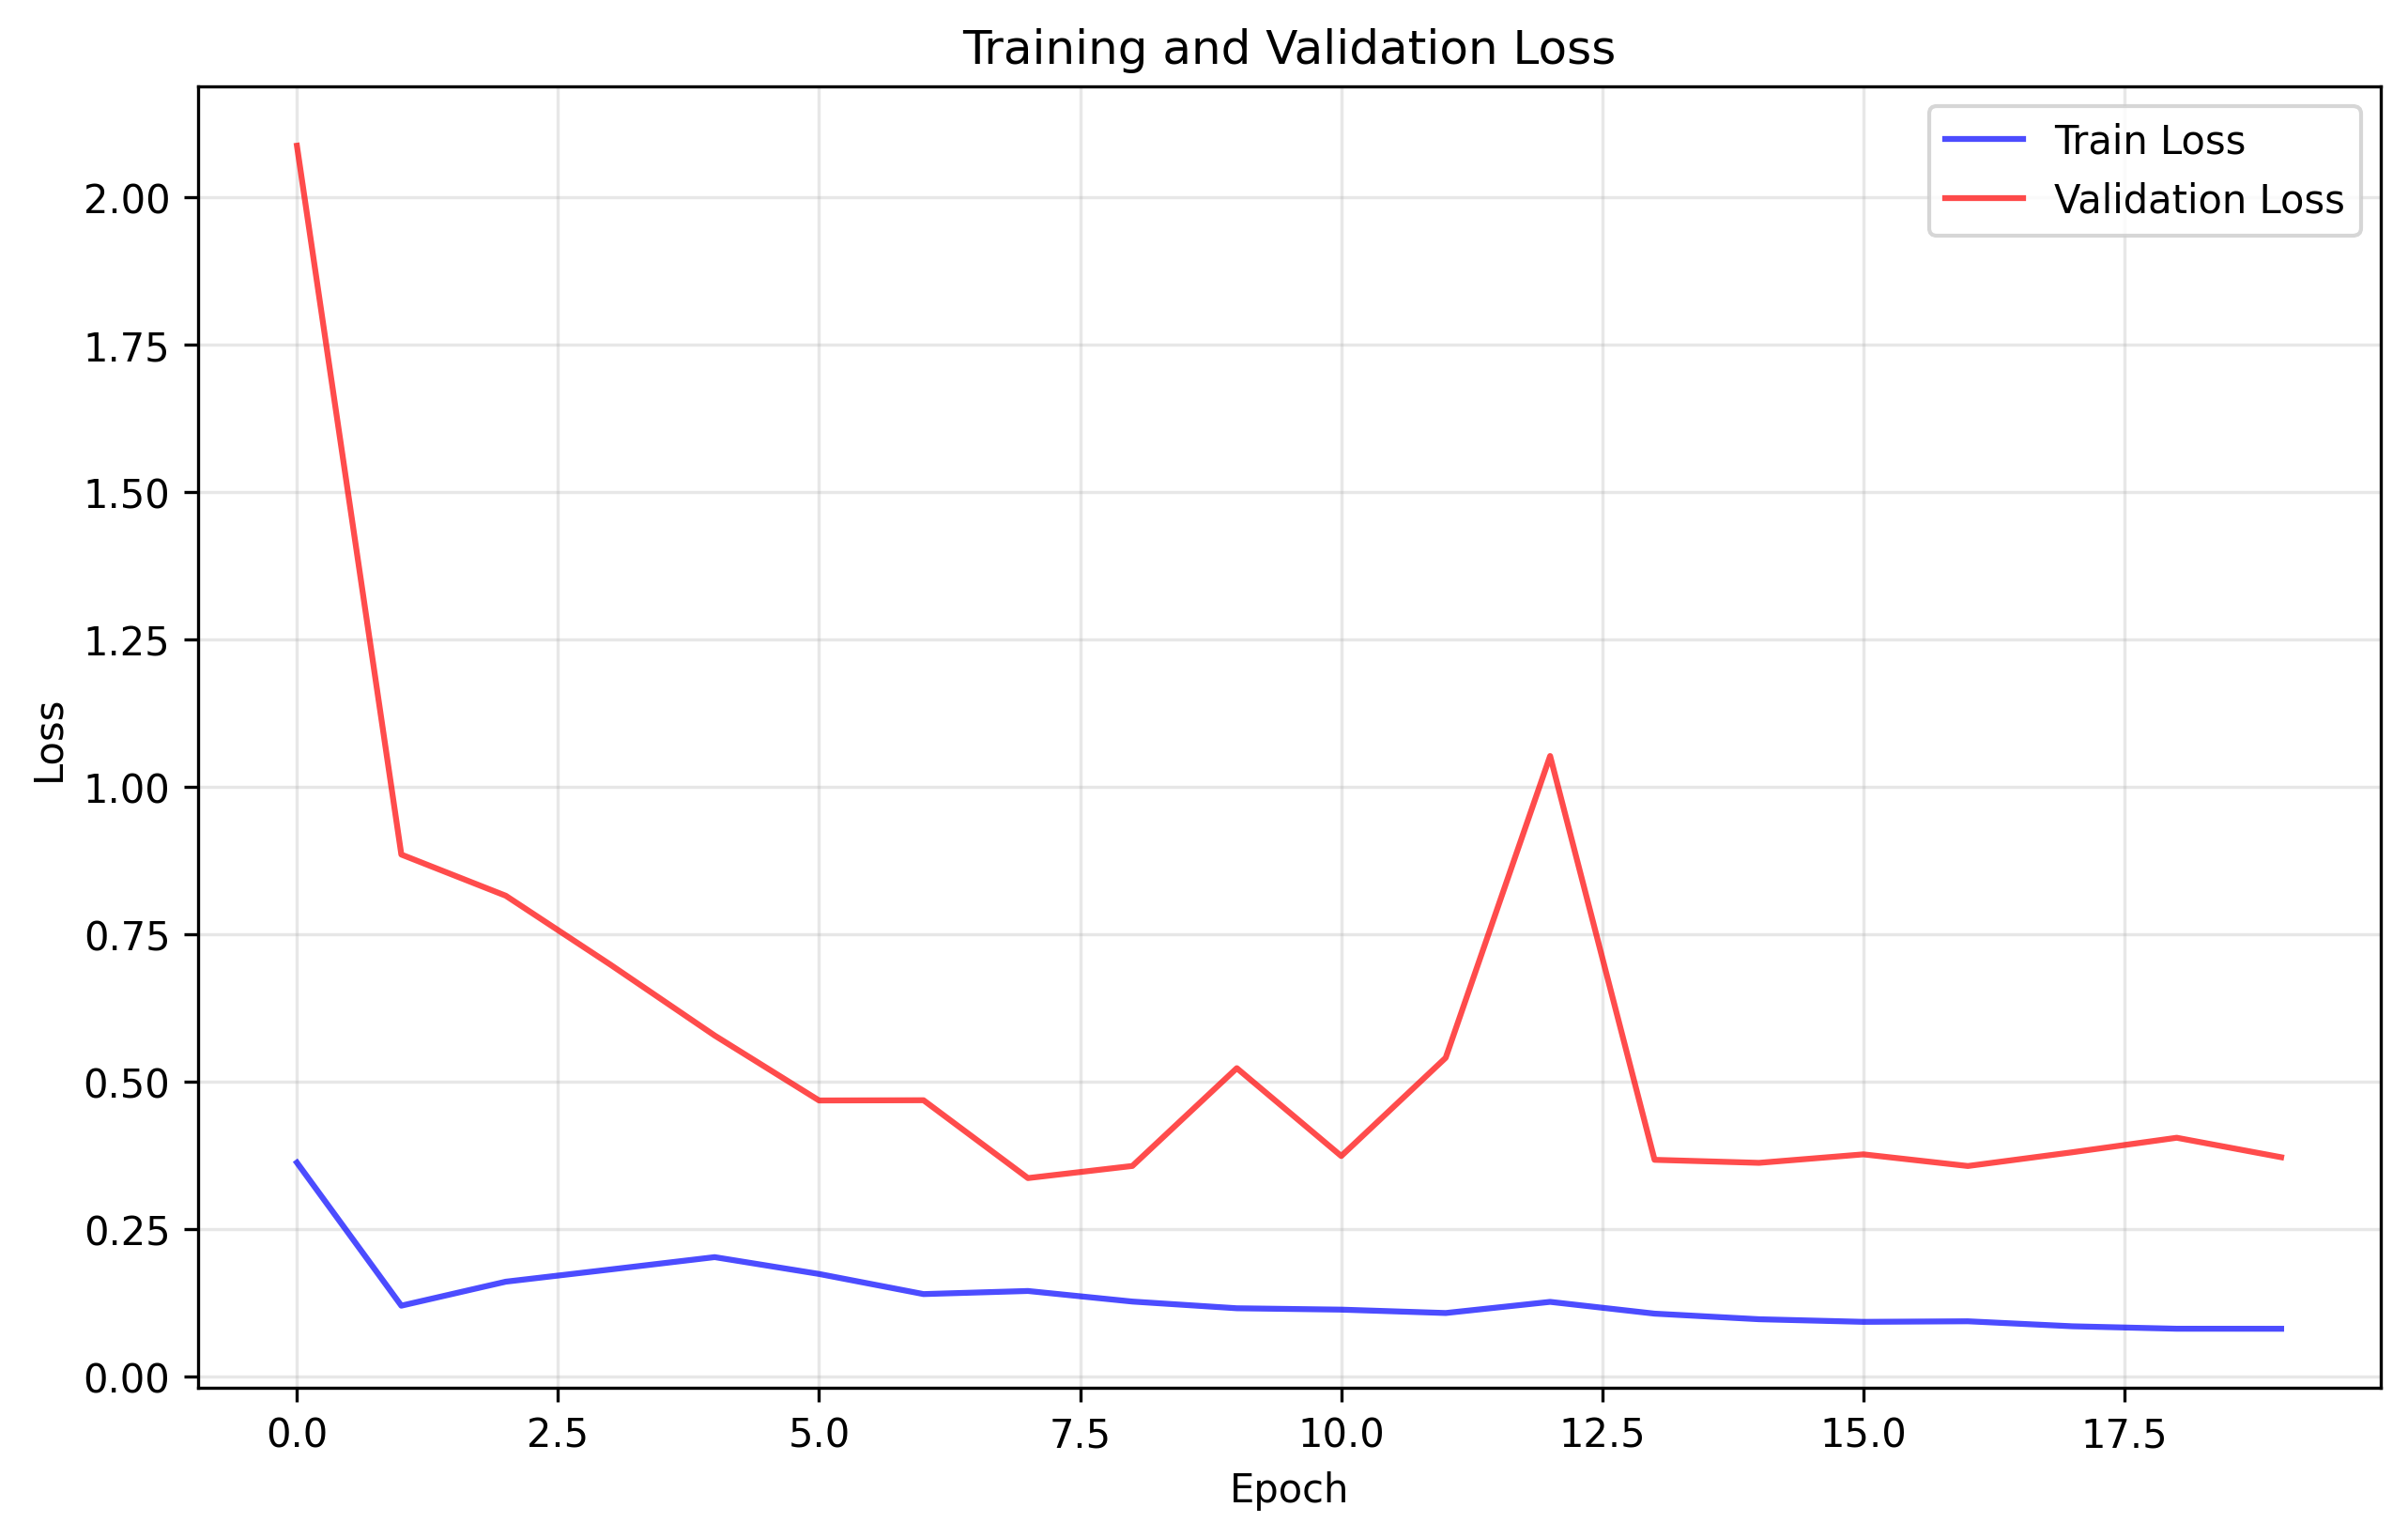 Training and Validation Loss
Train Loss
Validation Loss
2.00
1.75
1.50
1.25
1.00
0.75
0.50
0.25
0.00
Loss
0.0 2.5 5.0 7.5 10.0 12.5 15.0 17.5
Epoch